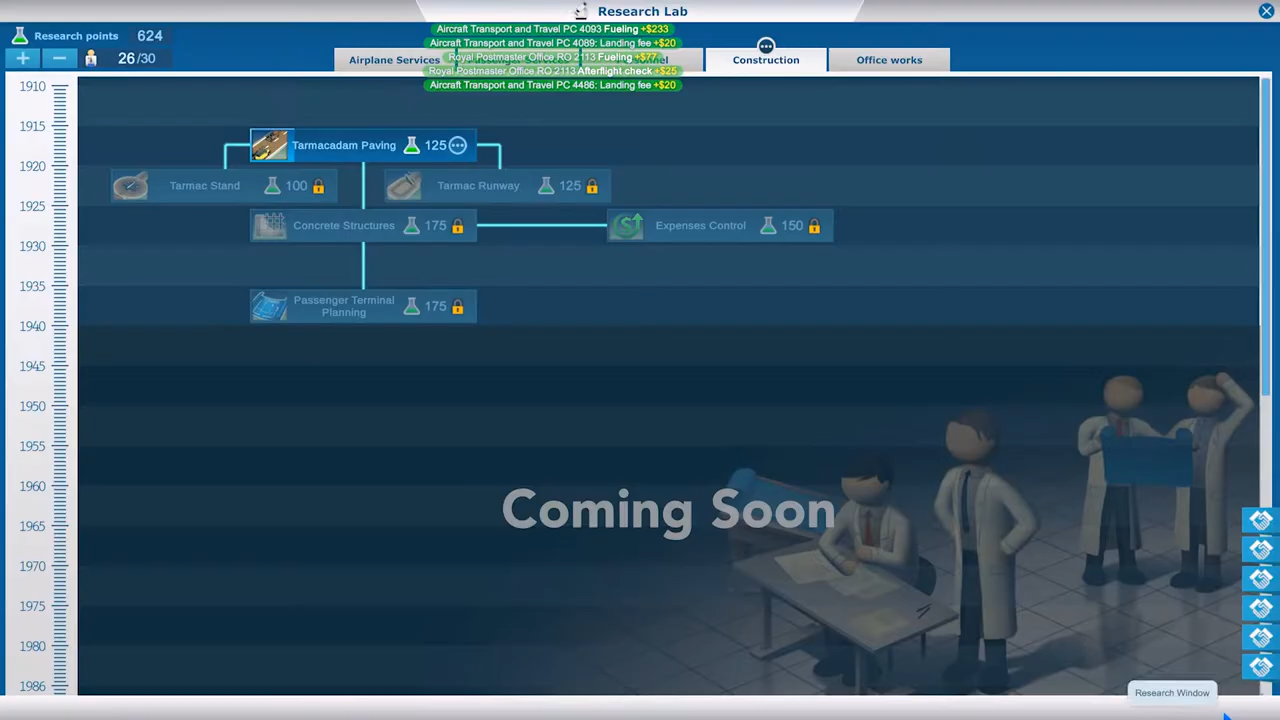 Research Lab
Research points 624
Aircraft Transport and Travel PC 4093 Fueling +$233
Aircraft Transport and Travel PC 4089: Landing fee +$20
Royal Postmaster Office RO 2113 Fueling +$77
Royal Postmaster Office RO 2113 Afterflight check +$25
Aircraft Transport and Travel PC 4486: Landing fee +$20
+ − 26/30
Airplane Services
Construction
Office works
1910
1915
Tarmacadam Paving 125
1920
Tarmac Stand 100
Tarmac Runway 125
1925
Concrete Structures 175
Expenses Control 150
1930
1935
Passenger Terminal
Planning
175
1940
1945
1950
1955
1960
Coming Soon
1965
1970
1975
1980
1986
Research Window